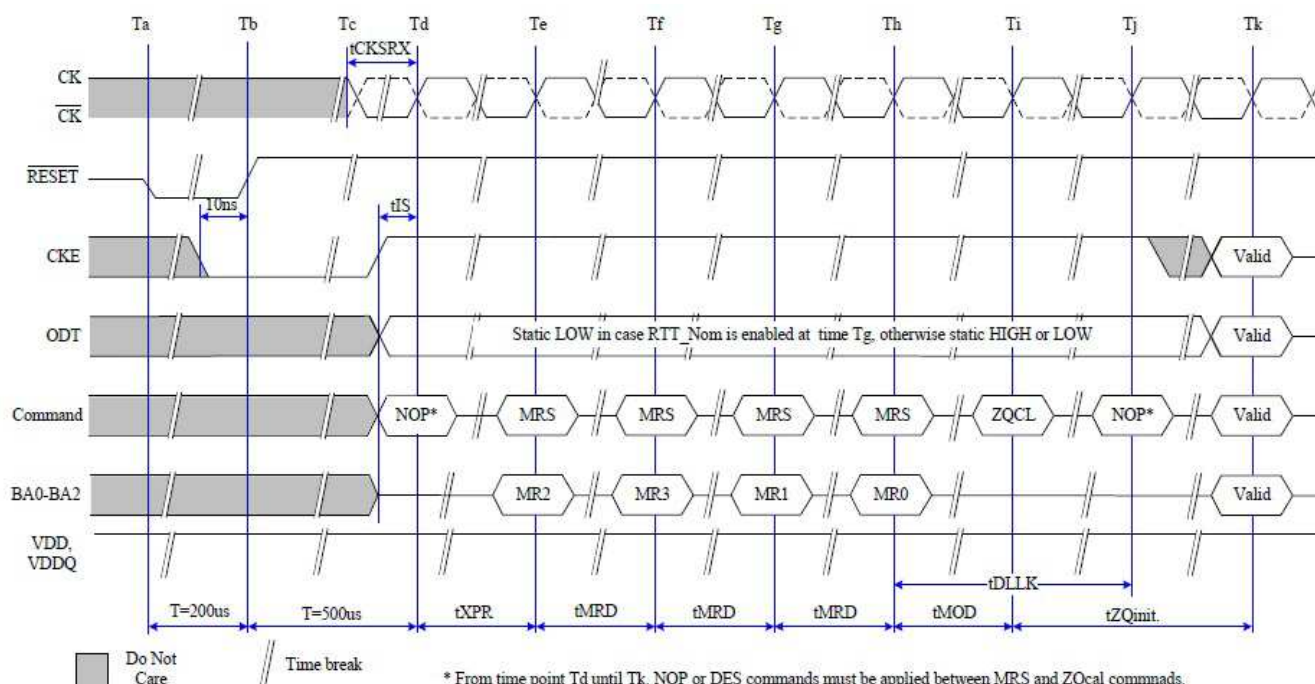 Ta Tb Tc Td Te Tf Tg Th Ti Tj Tk
tCKSRX
CK
CK
RESET
10ns
tIS
CKE
Valid
ODT
Static LOW in case RTT_Nom is enabled at time Tg, otherwise static HIGH or LOW
Valid
Command
NOP* MRS MRS MRS MRS ZQCL NOP* Valid
BA0-BA2
MR2 MR3 MR1 MR0 Valid
VDD,
VDDQ
tDLLK
T=200us T=500us tXPR tMRD tMRD tMRD tMOD tZQinit.
Do Not
Care
Time break
* From time point Td until Tk, NOP or DES commands must be applied between MRS and ZQcal commnads.